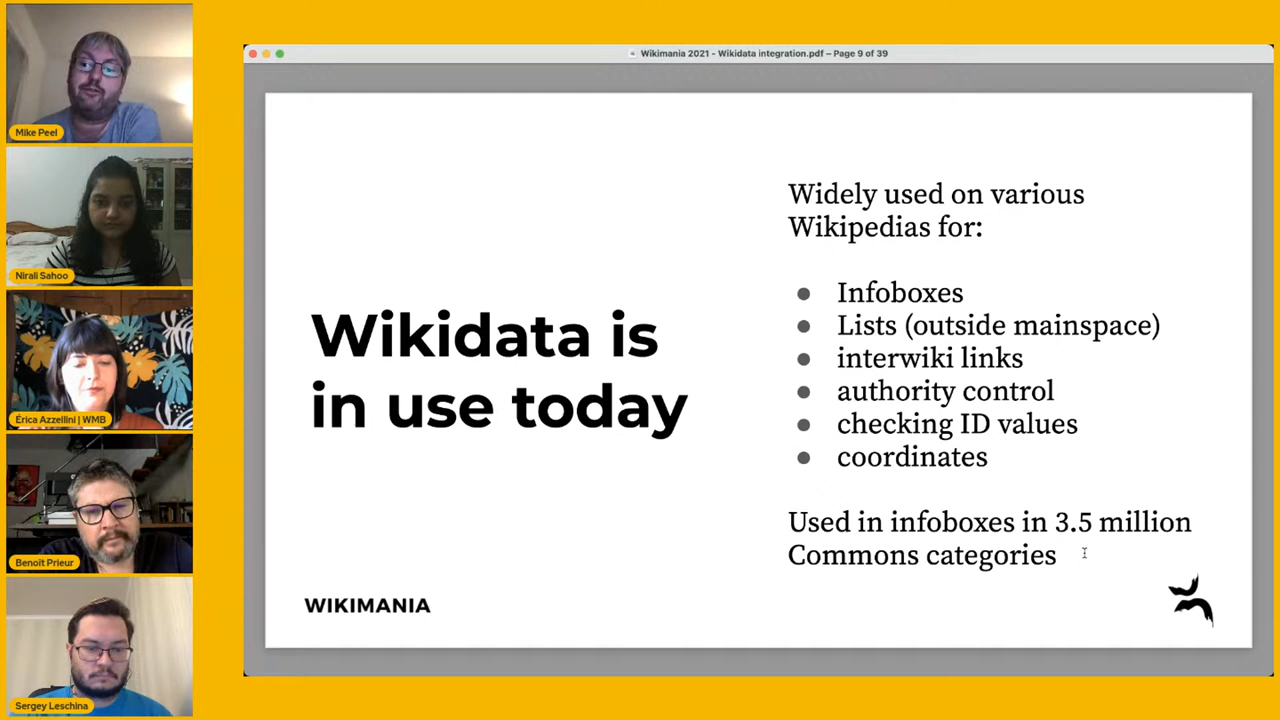 Wikimania 2021 - Wikidata integration.pdf – Page 9 of 39
Mike Peel
Nirali Sahoo
Érica Azzellini | WMB
Benoît Prieur
Sergey Leschina
Wikidata is
in use today
Widely used on various
Wikipedias for:
● Infoboxes
● Lists (outside mainspace)
● interwiki links
● authority control
● checking ID values
● coordinates
Used in infoboxes in 3.5 million
Commons categories
WIKIMANIA